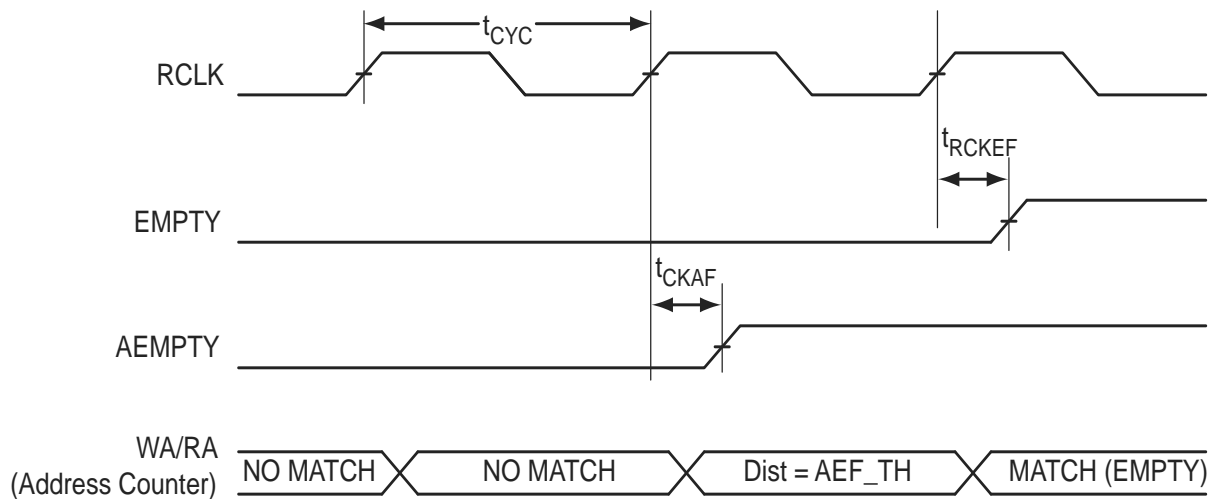 tCYC
RCLK
tRCKEF
EMPTY
tCKAF
AEMPTY
WA/RA
(Address Counter)
NO MATCH
NO MATCH
Dist = AEF_TH
MATCH (EMPTY)